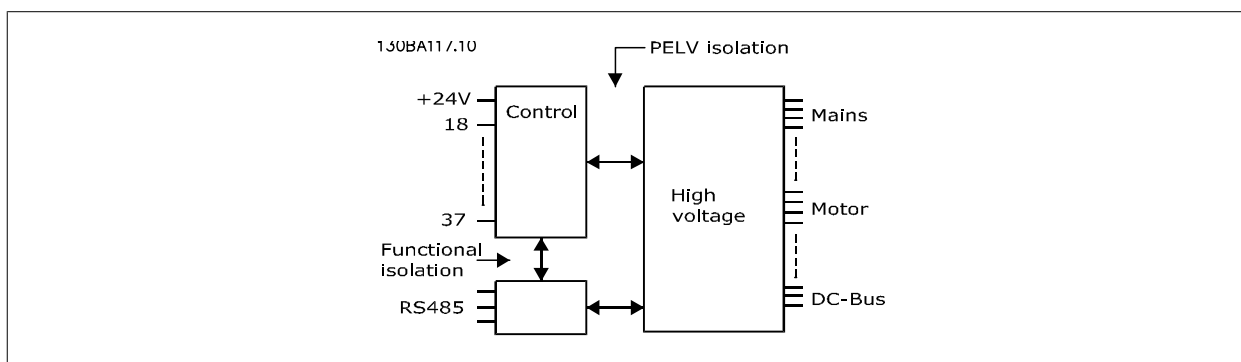 130BA117.10
PELV isolation
+24V
Control
18
Mains
High
voltage
37
Motor
Functional
isolation
RS485
DC-Bus